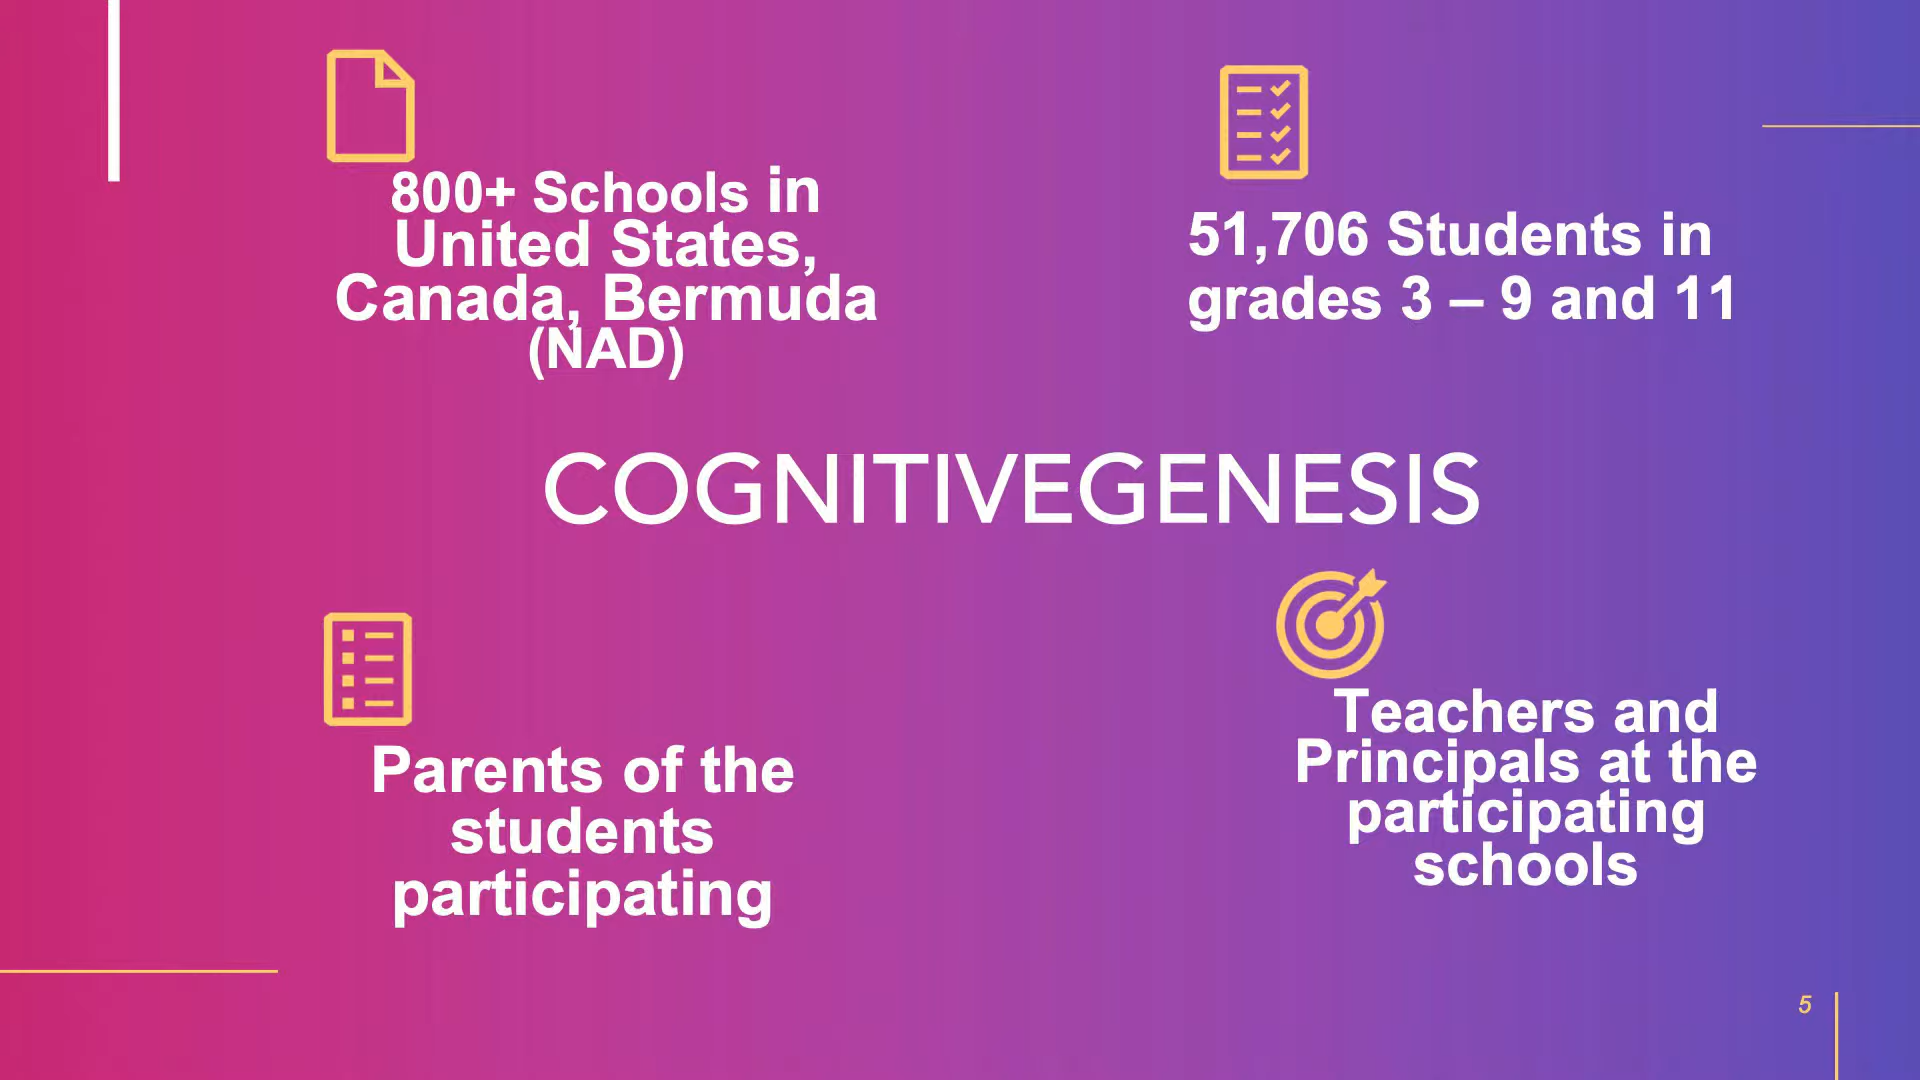 800+ Schools in
United States,
Canada, Bermuda
(NAD)
51,706 Students in
grades 3 – 9 and 11
COGNITIVEGENESIS
Parents of the
students
participating
Teachers and
Principals at the
participating
schools
5